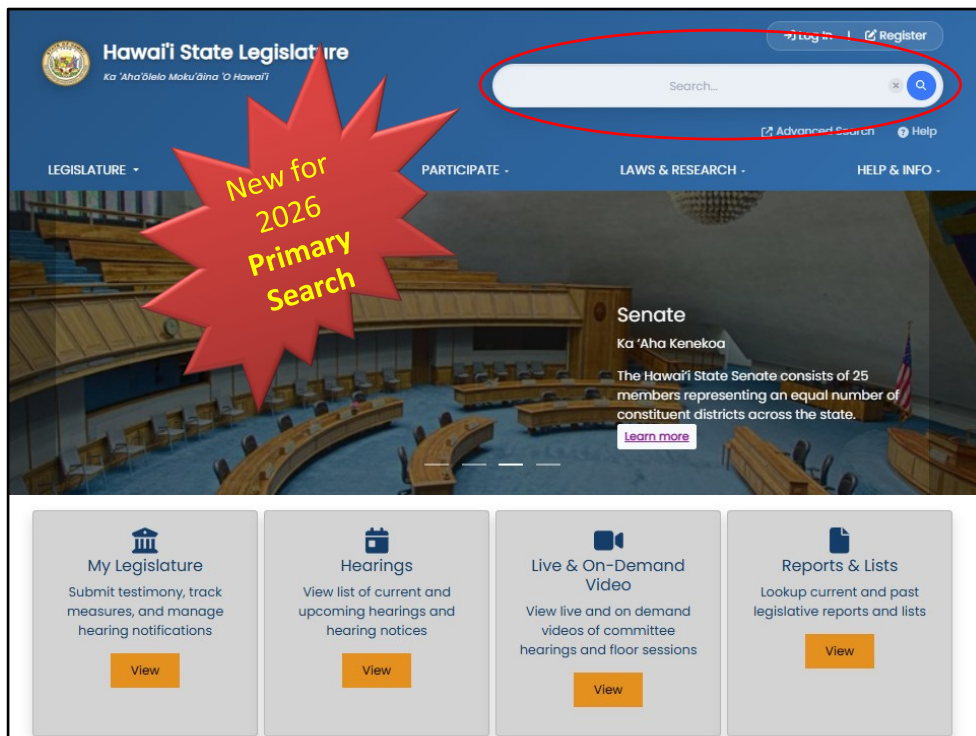 Hawai'i State Legislature
Ka 'Aha'ōlelo Moku'āina 'O Hawai'i
Log In | Register
Search...
Advanced Search Help
LEGISLATURE PARTICIPATE LAWS & RESEARCH HELP & INFO
New for
2026
Primary
Search
Senate
Ka 'Aha Kenekoa
The Hawai'i State Senate consists of 25
members representing an equal number of
constituent districts across the state.
Learn more
My Legislature
Submit testimony, track
measures, and manage
hearing notifications
View
Hearings
View list of current and
upcoming hearings and
hearing notices
View
Live & On-Demand
Video
View live and on demand
videos of committee
hearings and floor sessions
View
Reports & Lists
Lookup current and past
legislative reports and lists
View